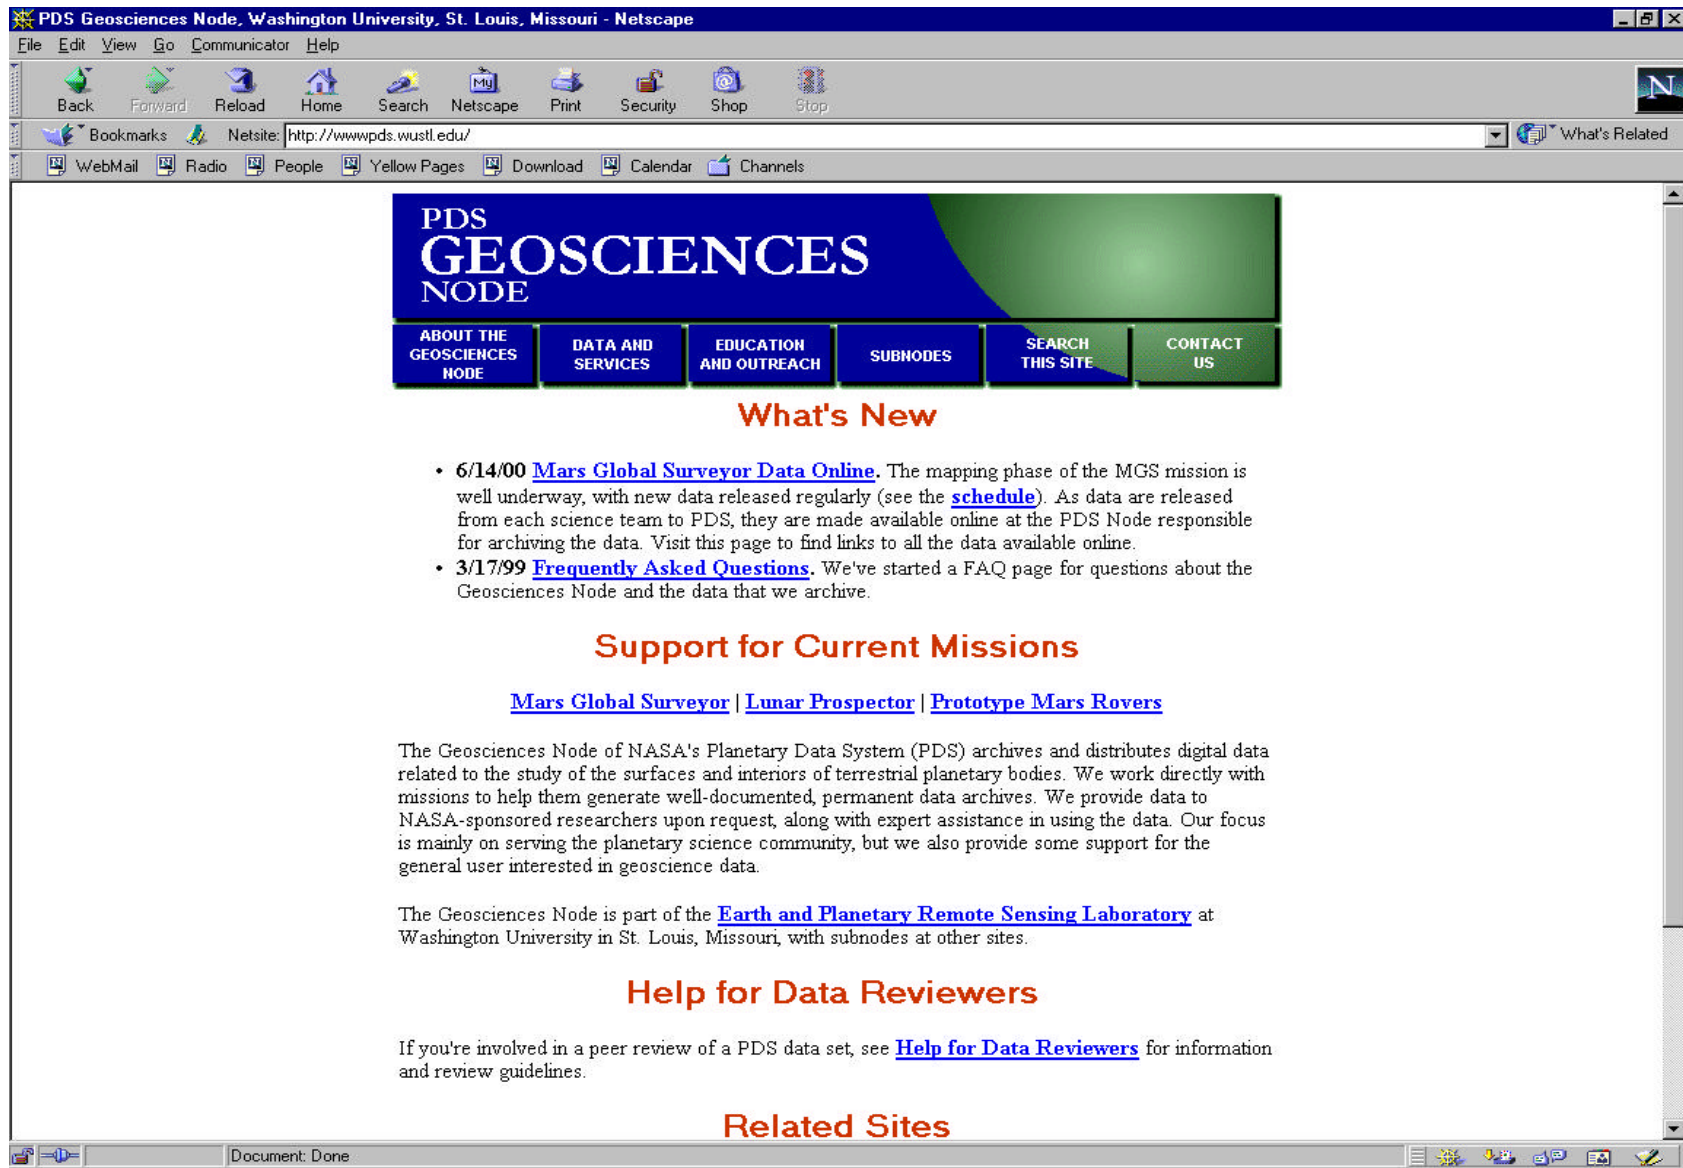 PDS Geosciences Node, Washington University, St. Louis, Missouri - Netscape
File Edit View Go Communicator Help
My
N
Back Forward Reload Home Search Netscape Print Security Shop Stop
Bookmarks Netsite: http://wwwpds.wustl.edu/ What's Related
WebMail Radio People Yellow Pages Download Calendar Channels
PDS
GEOSCIENCES
NODE
ABOUT THE GEOSCIENCES NODE
DATA AND SERVICES
EDUCATION AND OUTREACH
SUBNODES
SEARCH THIS SITE
CONTACT US
What's New
• 6/14/00 Mars Global Surveyor Data Online. The mapping phase of the MGS mission is
well underway, with new data released regularly (see the schedule). As data are released
from each science team to PDS, they are made available online at the PDS Node responsible
for archiving the data. Visit this page to find links to all the data available online.
• 3/17/99 Frequently Asked Questions. We've started a FAQ page for questions about the
Geosciences Node and the data that we archive.
Support for Current Missions
Mars Global Surveyor | Lunar Prospector | Prototype Mars Rovers
The Geosciences Node of NASA's Planetary Data System (PDS) archives and distributes digital data
related to the study of the surfaces and interiors of terrestrial planetary bodies. We work directly with
missions to help them generate well-documented, permanent data archives. We provide data to
NASA-sponsored researchers upon request, along with expert assistance in using the data. Our focus
is mainly on serving the planetary science community, but we also provide some support for the
general user interested in geoscience data.
The Geosciences Node is part of the Earth and Planetary Remote Sensing Laboratory at
Washington University in St. Louis, Missouri, with subnodes at other sites.
Help for Data Reviewers
If you're involved in a peer review of a PDS data set, see Help for Data Reviewers for information
and review guidelines.
Related Sites
Document: Done